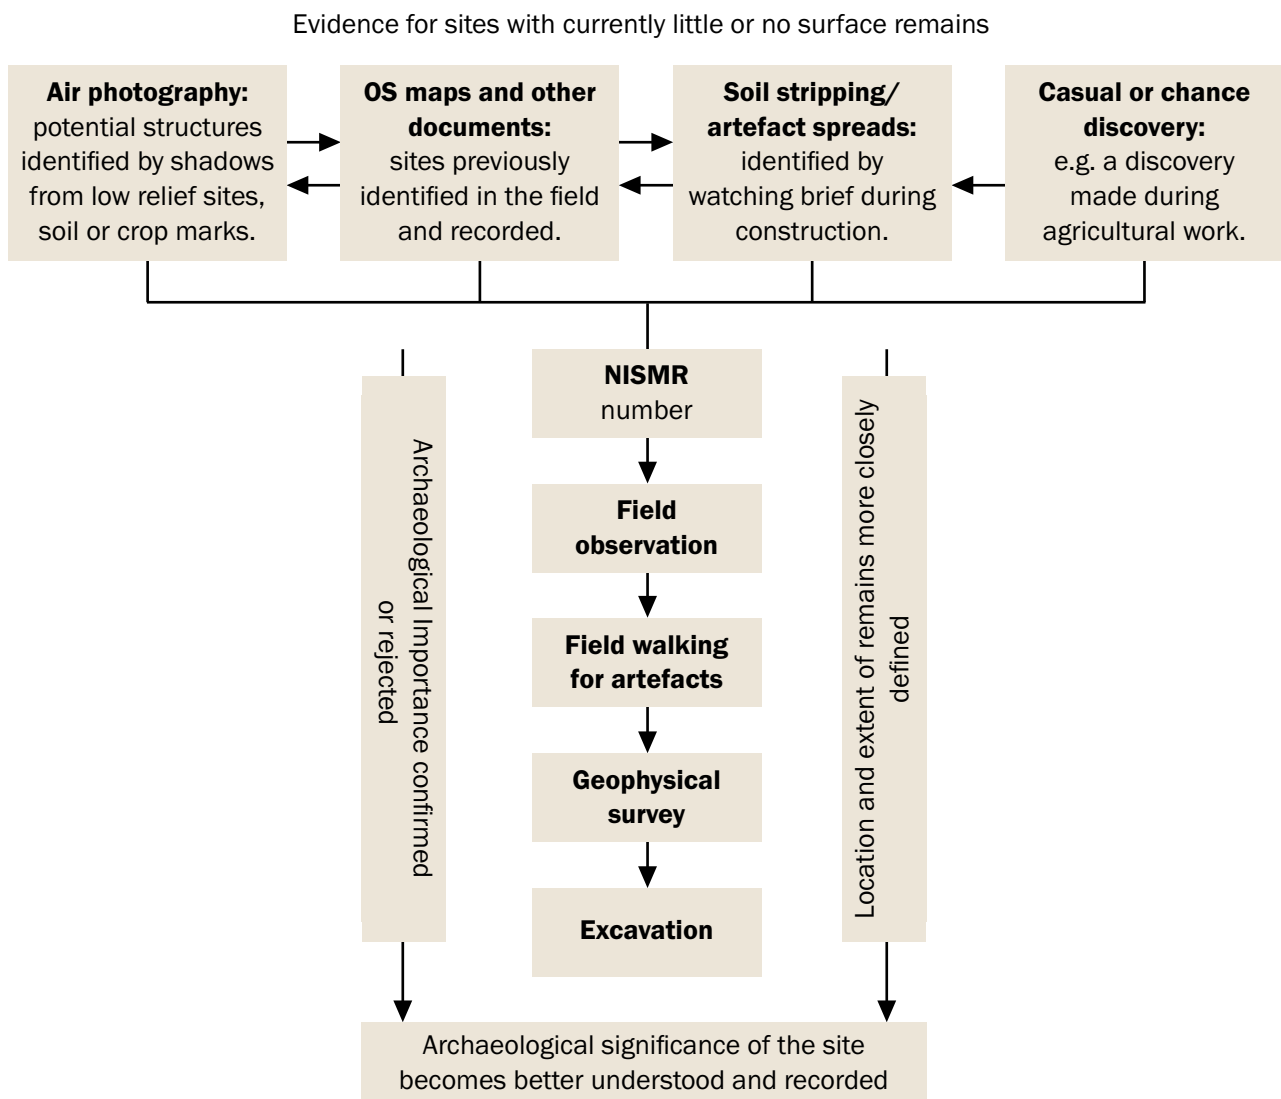 Evidence for sites with currently little or no surface remains
Air photography:
potential structures
identified by shadows
from low relief sites,
soil or crop marks.
OS maps and other
documents:
sites previously
identified in the field
and recorded.
Soil stripping/
artefact spreads:
identified by
watching brief during
construction.
Casual or chance
discovery:
e.g. a discovery
made during
agricultural work.
NISMR
number
Field
observation
Field walking
for artefacts
Geophysical
survey
Excavation
Archaeological Importance confirmed
or rejected
Location and extent of remains more closely
defined
Archaeological significance of the site
becomes better understood and recorded